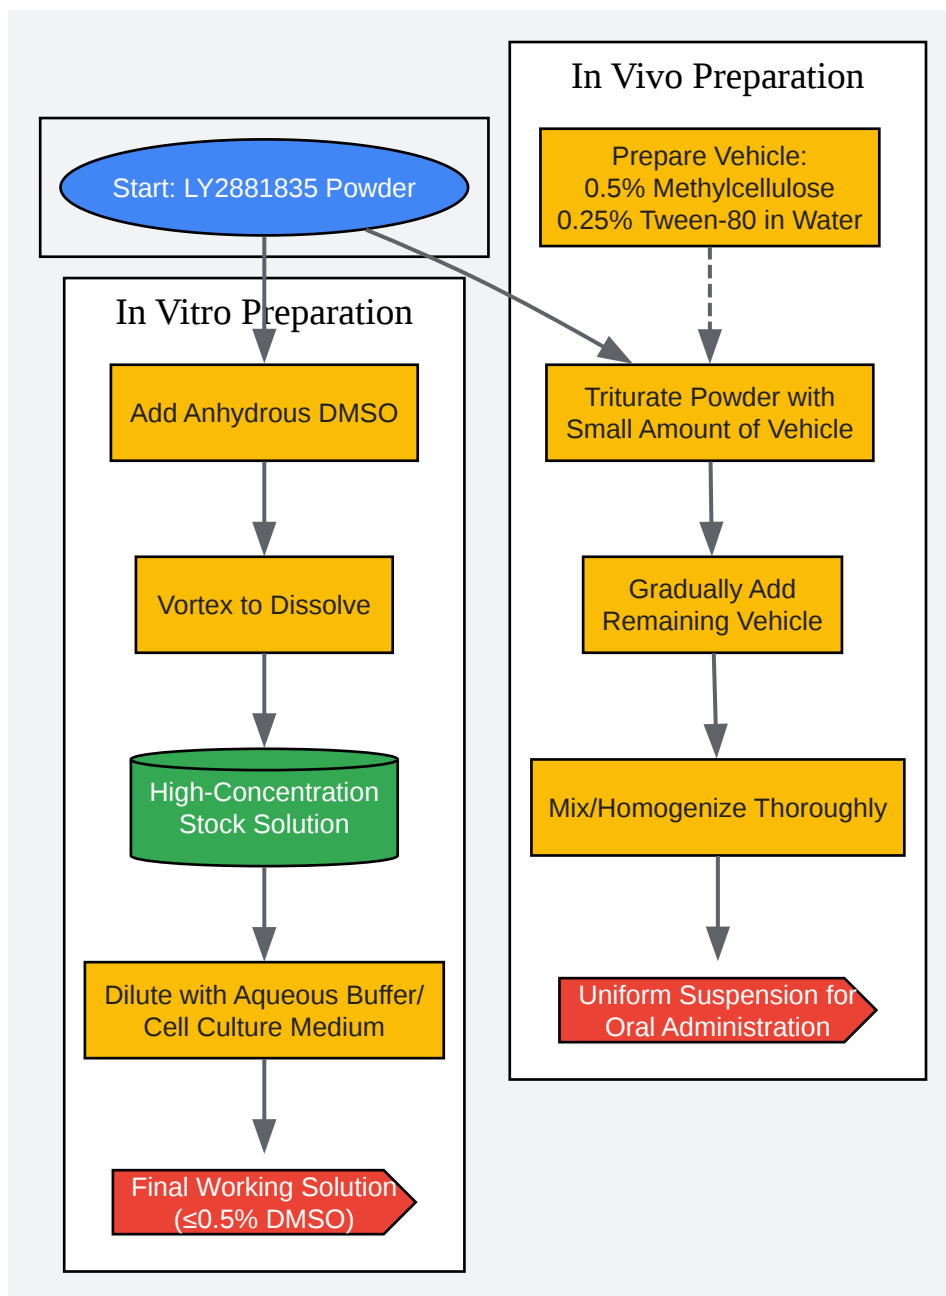 Start: LY2881835 Powder
In Vitro Preparation
Add Anhydrous DMSO
Vortex to Dissolve
High-Concentration
Stock Solution
Dilute with Aqueous Buffer/
Cell Culture Medium
Final Working Solution
(≤0.5% DMSO)
In Vivo Preparation
Prepare Vehicle:
0.5% Methylcellulose
0.25% Tween-80 in Water
Triturate Powder with
Small Amount of Vehicle
Gradually Add
Remaining Vehicle
Mix/Homogenize Thoroughly
Uniform Suspension for
Oral Administration